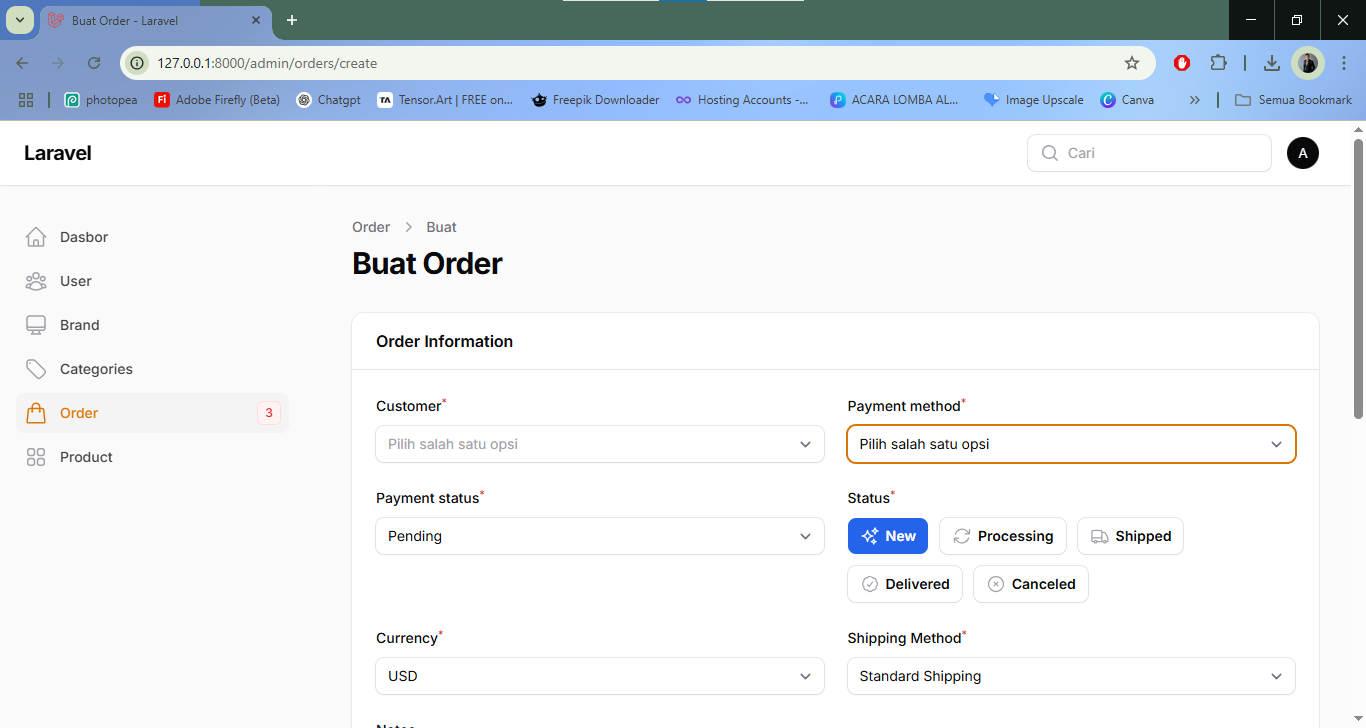 Buat Order - Laravel
127.0.0.1:8000/admin/orders/create
photopea
Adobe Firefly (Beta)
Chatgpt
TA Tensor.Art | FREE on...
Freepik Downloader
Hosting Accounts -...
ACARA LOMBA AL...
Image Upscale
Canva
Semua Bookmark
Laravel
Cari
A
Dasbor
User
Brand
Categories
Order 3
Product
Order > Buat
Buat Order
Order Information
Customer*
Pilih salah satu opsi
Payment method*
Pilih salah satu opsi
Payment status*
Pending
Status*
New
Processing
Shipped
Delivered
Canceled
Currency*
USD
Shipping Method*
Standard Shipping